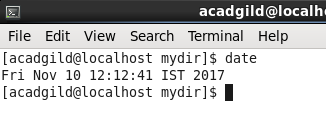 acadgild@localho
File Edit View Search Terminal Help
[acadgild@localhost mydir]$ date
Fri Nov 10 12:12:41 IST 2017
[acadgild@localhost mydir]$